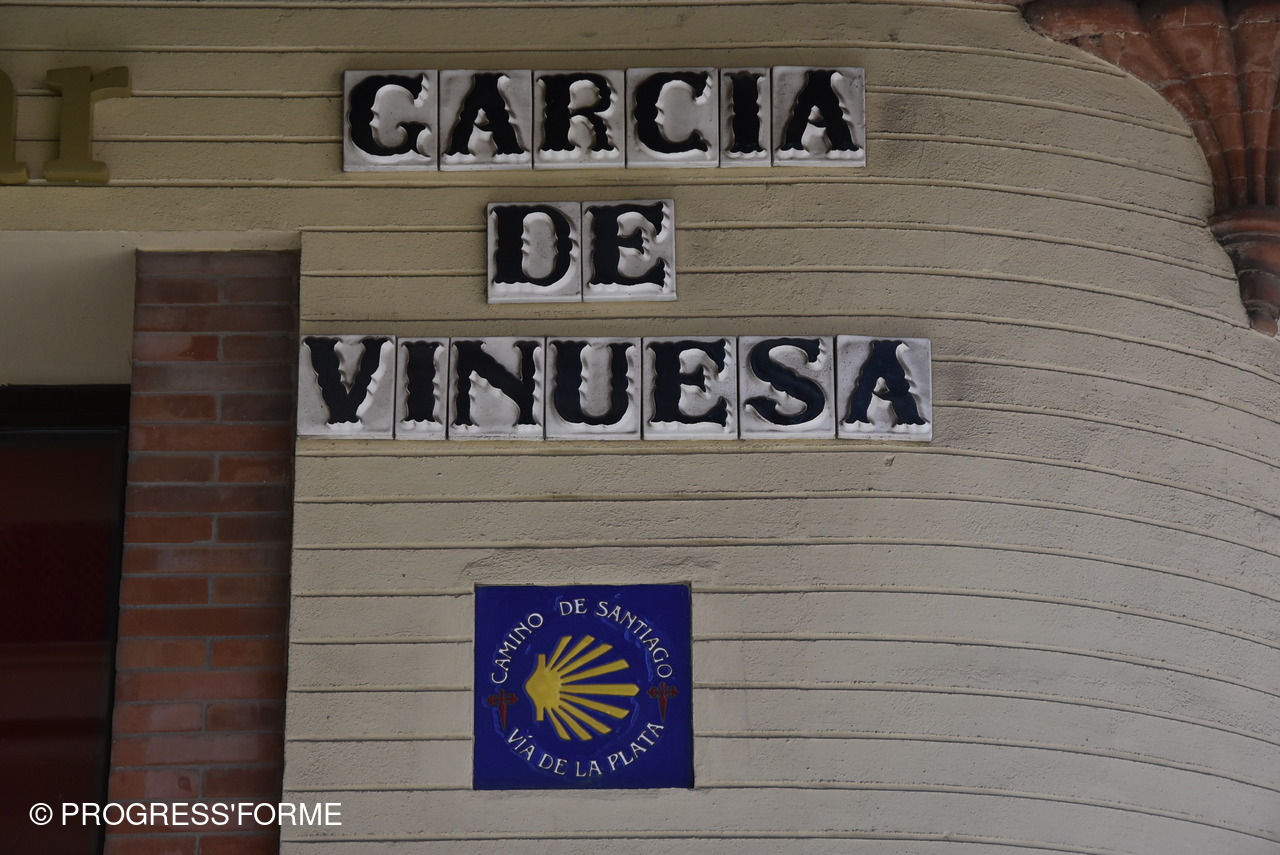 GARCIA
DE
VINUESA
CAMINO DE SANTIAGO
VÍA DE LA PLATA
© PROGRESS'FORME